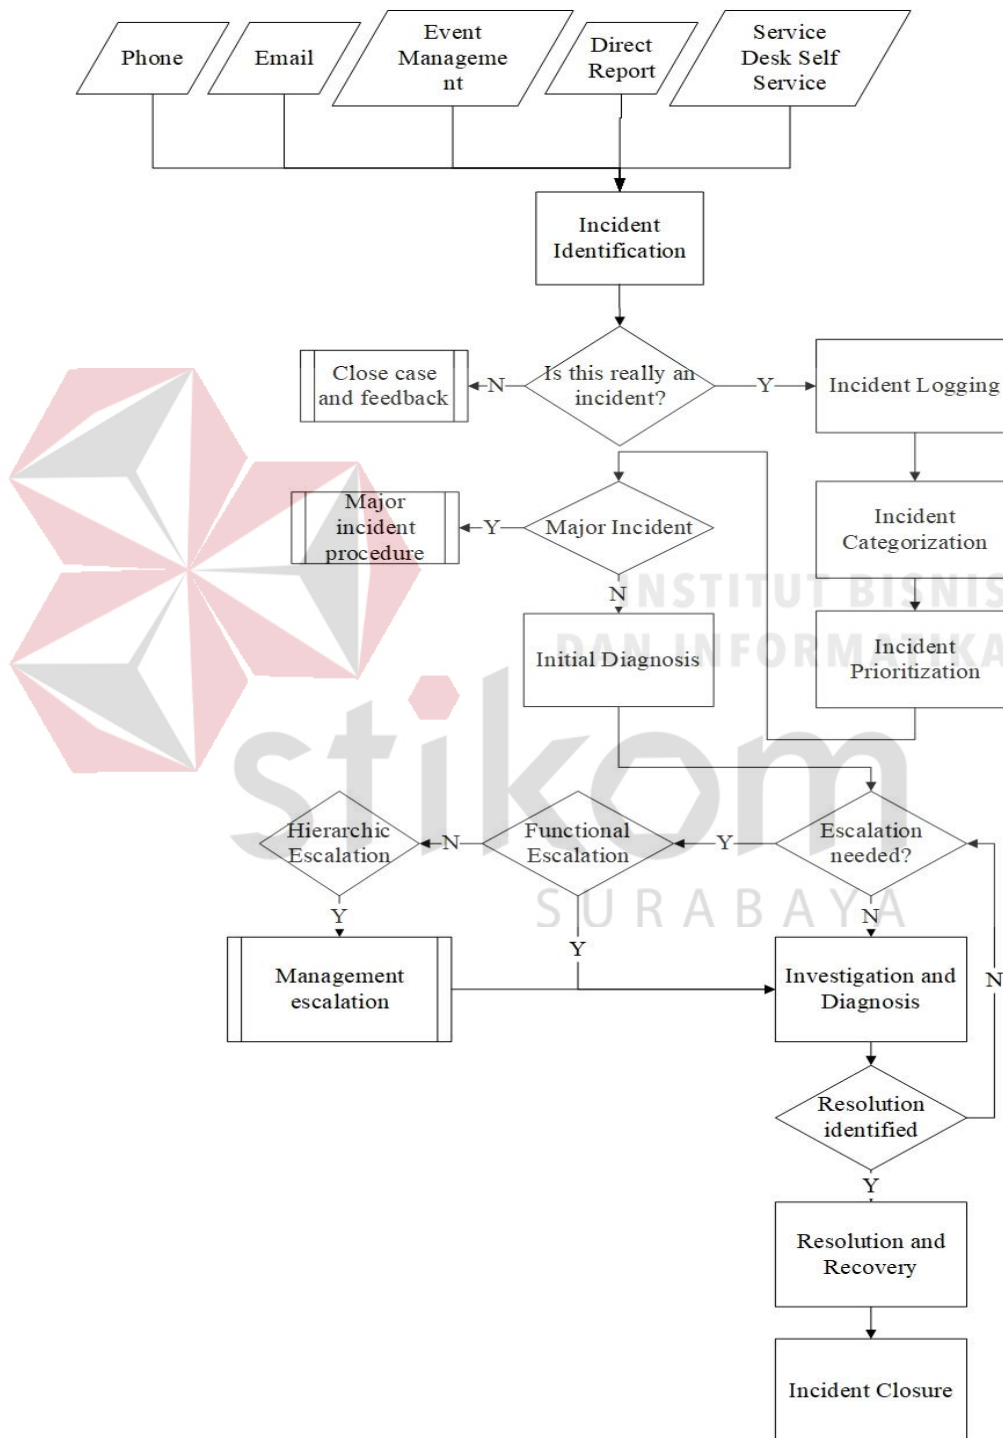 Phone
Email
Event
Manageme
nt
Direct
Report
Service
Desk Self
Service
Incident
Identification
Is this really an
incident?
N
Y
Close case
and feedback
Incident Logging
Incident
Categorization
Incident
Prioritization
Major Incident
Y
N
Major
incident
procedure
Initial Diagnosis
INSTITUT BISNIS
DAN INFORMATIKA
stikom
SURABAYA
Escalation
needed?
Y
N
Functional
Escalation
N
Y
Hierarchic
Escalation
Y
Management
escalation
Investigation and
Diagnosis
N
Resolution
identified
Y
Resolution and
Recovery
Incident Closure